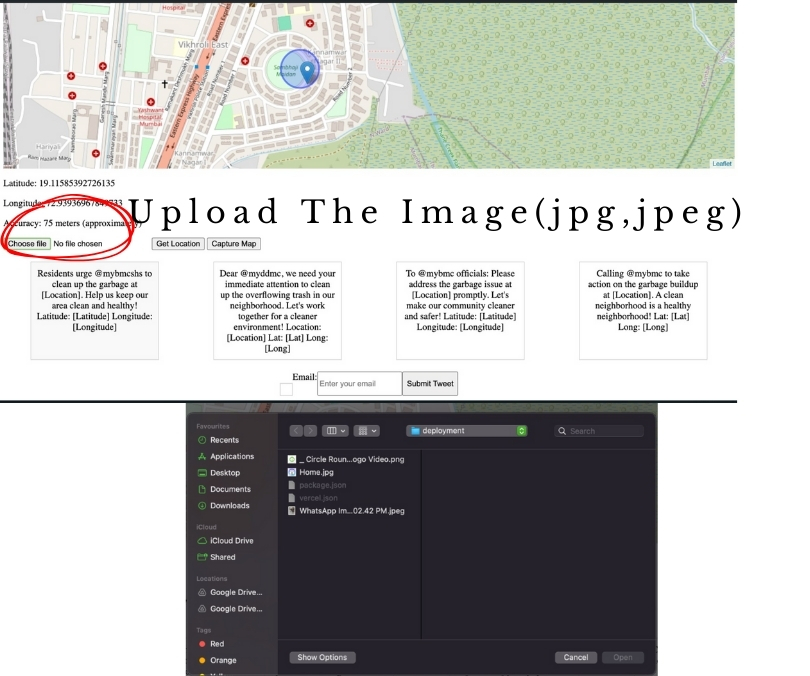 Vikhroli East
Kannamwar
Nagar II
Sambhaji
Maidan
Eastern Express Highway
Yashwant
Hospital,
Mumbai
Hariyali
Ram Hazare Marg
Kannamwar
Nagar
Road Number 2
Leaflet
Latitude: 19.11585392726135
Longitude:
Accuracy: 75 meters (approximately)
Upload The Image(jpg,jpeg)
Choose file No file chosen Get Location Capture Map
Residents urge @mybmcshs to
clean up the garbage at
[Location]. Help us keep our
area clean and healthy!
Latitude: [Latitude] Longitude:
[Longitude]
Dear @myddmc, we need your
immediate attention to clean
up the overflowing trash in our
neighborhood. Let's work
together for a cleaner
environment! Location:
[Location] Lat: [Lat] Long:
[Long]
To @mybmc officials: Please
address the garbage issue at
[Location] promptly. Let's
make our community cleaner
and safer! Latitude: [Latitude]
Longitude: [Longitude]
Calling @mybmc to take
action on the garbage buildup
at [Location]. A clean
neighborhood is a healthy
neighborhood! Lat: [Lat]
Long: [Long]
Email: Enter your email Submit Tweet
Favourites
Recents
Applications
Desktop
Documents
Downloads
iCloud
iCloud Drive
Shared
Locations
Google Drive...
Google Drive...
Tags
Red
Orange
deployment
Search
_ Circle Roun...ogo Video.png
Home.jpg
package.json
vercel.json
WhatsApp Im...02.42 PM.jpeg
Show Options Cancel Open